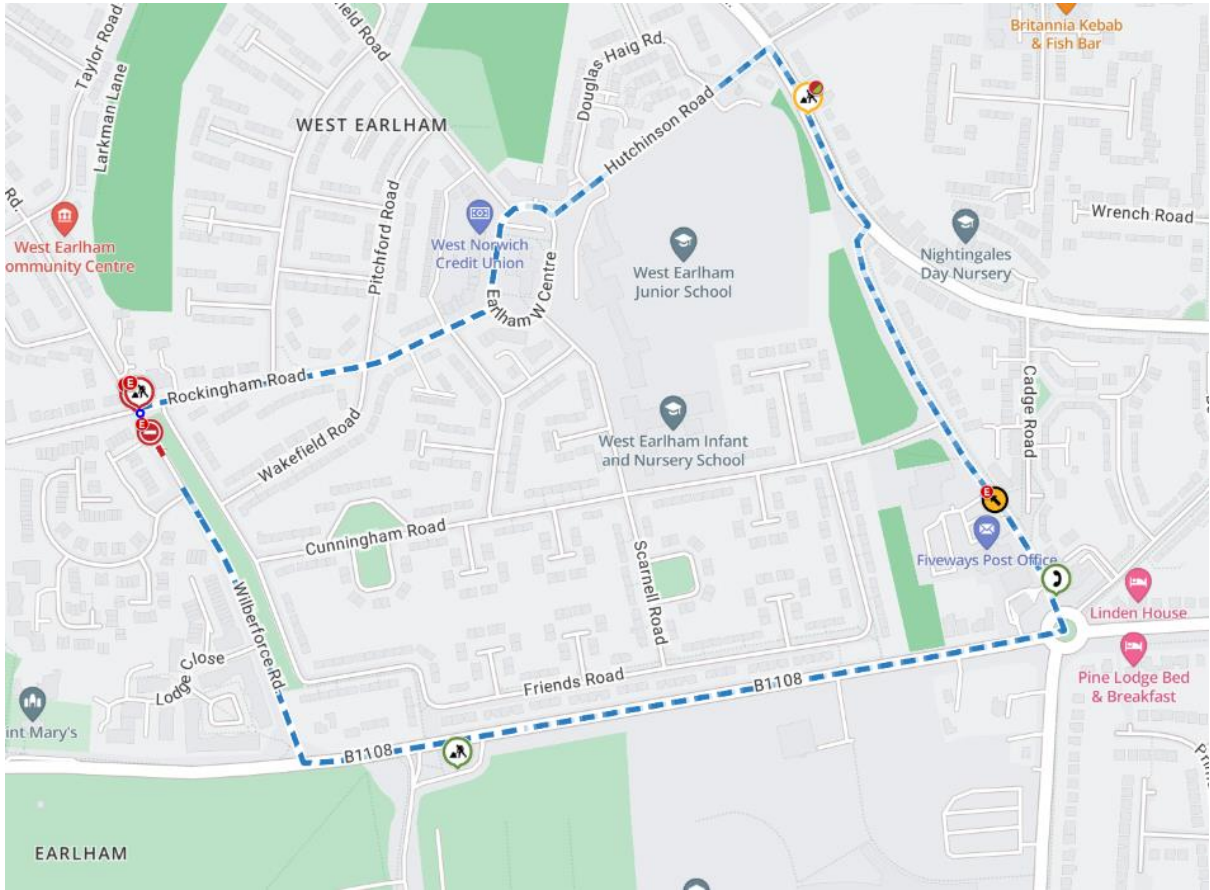 Taylor Road
Larkman Lane
field Road
Douglas Haig Rd.
Britannia Kebab
& Fish Bar
WEST EARLHAM
Hutchinson Road
Rd.
West Earlham
ommunity Centre
Pitchford Road
West Norwich
Credit Union
Earlham W Centre
West Earlham
Junior School
Wrench Road
Nightingales
Day Nursery
Cadge Road
E
E
Rockingham Road
Wakefield Road
West Earlham Infant
and Nursery School
E
Fiveways Post Office
Cunningham Road
Scarnell Road
Linden House
Wilberforce Rd.
Lodge Close
Friends Road
B1108
Pine Lodge Bed
& Breakfast
int Mary's
B1108
EARLHAM